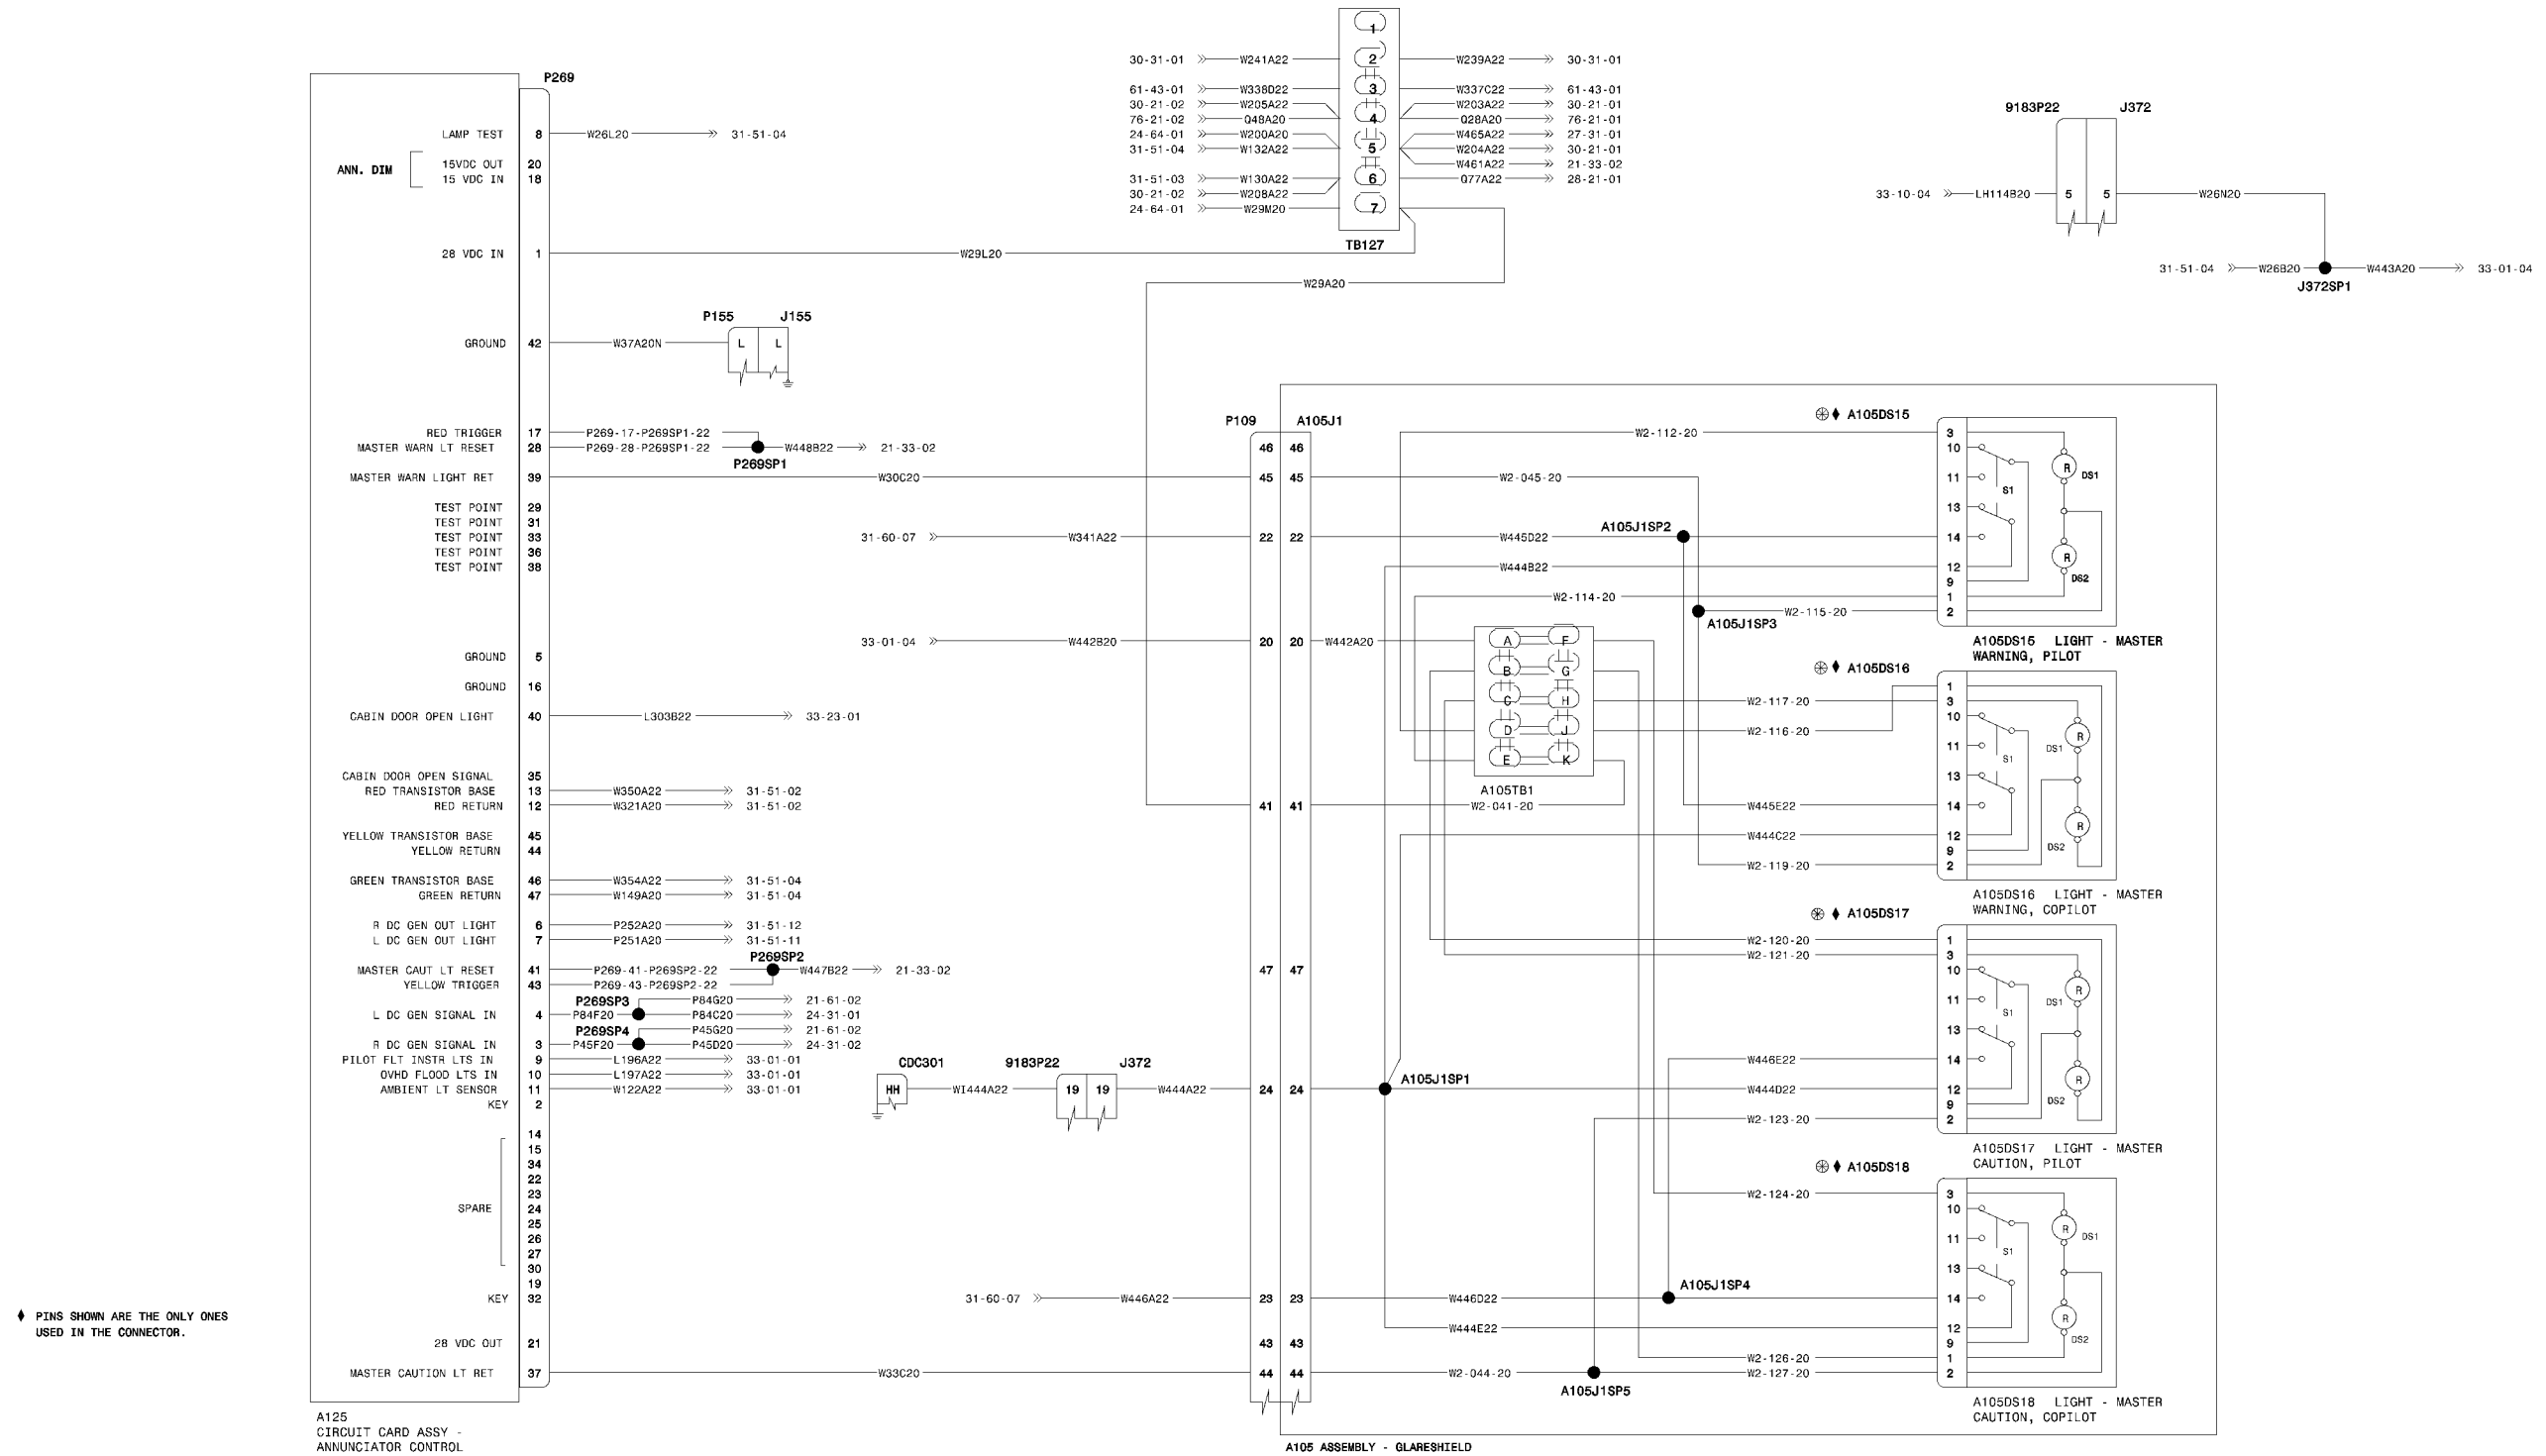 P269
LAMP TEST 8 W26L20 31-51-04
ANN. DIM
15VDC OUT 20
15 VDC IN 18
28 VDC IN 1 W29L20
GROUND 42 W37A20N
P155 J155
L L
RED TRIGGER 17 P269-17-P269SP1-22
MASTER WARN LT RESET 28 P269-28-P269SP1-22 W448B22 21-33-02
P269SP1
MASTER WARN LIGHT RET 39 W30C20
TEST POINT 29
TEST POINT 31
TEST POINT 33
TEST POINT 36
TEST POINT 38
GROUND 5
GROUND 16
CABIN DOOR OPEN LIGHT 40 L303B22 33-23-01
CABIN DOOR OPEN SIGNAL 35
RED TRANSISTOR BASE 13 W350A22 31-51-02
RED RETURN 12 W321A20 31-51-02
YELLOW TRANSISTOR BASE 45
YELLOW RETURN 44
GREEN TRANSISTOR BASE 46 W354A22 31-51-04
GREEN RETURN 47 W149A20 31-51-04
R DC GEN OUT LIGHT 6 P252A20 31-51-12
L DC GEN OUT LIGHT 7 P251A20 31-51-11
P269SP2
MASTER CAUT LT RESET 41 P269-41-P269SP2-22 W447B22 21-33-02
YELLOW TRIGGER 43 P269-43-P269SP2-22
P269SP3 P84G20 21-61-02
L DC GEN SIGNAL IN 4 P84F20 P84C20 24-31-01
P269SP4 P45G20 21-61-02
R DC GEN SIGNAL IN 3 P45F20 P45D20 24-31-02
PILOT FLT INSTR LTS IN 9 L196A22 33-01-01
OVHD FLOOD LTS IN 10 L197A22 33-01-01
AMBIENT LT SENSOR 11 W122A22 33-01-01
KEY 2
14
15
34
22
23
SPARE 24
25
26
27
30
19
KEY 32
28 VDC OUT 21
MASTER CAUTION LT RET 37 W33C20
A125
CIRCUIT CARD ASSY -
ANNUNCIATOR CONTROL
♦ PINS SHOWN ARE THE ONLY ONES
USED IN THE CONNECTOR.
1
30-31-01 W241A22 2 W239A22 30-31-01
61-43-01 W338D22 3 W337C22 61-43-01
30-21-02 W205A22 W203A22 30-21-01
76-21-02 Q48A20 4 Q28A20 76-21-01
24-64-01 W200A20 W465A22 27-31-01
31-51-04 W132A22 5 W204A22 30-21-01
W461A22 21-33-02
31-51-03 W130A22 6 Q77A22 28-21-01
30-21-02 W208A22
24-64-01 W29M20 7
TB127
W29A20
9183P22 J372
33-10-04 LH114B20 5 5 W26N20
31-51-04 W26B20 W443A20 33-01-04
J372SP1
P109 A105J1
46 46
45 45 W2-045-20
31-60-07 W341A22 22 22 W445D22
A105J1SP2
33-01-04 W442B20 20 20 W442A20
41 41 W2-041-20
47 47
CDC301 9183P22 J372
HH WI444A22 19 19 W444A22 24 24
A105J1SP1
31-60-07 W446A22 23 23 W446D22
43 43
44 44 W2-044-20
A F
B G
C H
D J
E K
A105TB1
A105J1SP3
A105J1SP4
A105J1SP5
♦ A105DS15
W2-112-20 3
10
11
13
14
W444B22 12
9
W2-114-20 1
W2-115-20 2
S1
R DS1
R DS2
A105DS15 LIGHT - MASTER
WARNING, PILOT
♦ A105DS16
1
W2-117-20 3
10
W2-116-20
11
13
W445E22 14
W444C22 12
9
W2-119-20 2
S1
R DS1
R DS2
A105DS16 LIGHT - MASTER
WARNING, COPILOT
♦ A105DS17
W2-120-20 1
W2-121-20 3
10
11
13
W446E22 14
W444D22 12
9
W2-123-20 2
S1
R DS1
R DS2
A105DS17 LIGHT - MASTER
CAUTION, PILOT
♦ A105DS18
W2-124-20 3
10
11
13
14
W444E22 12
9
W2-126-20 1
W2-127-20 2
S1
R DS1
R DS2
A105DS18 LIGHT - MASTER
CAUTION, COPILOT
A105 ASSEMBLY - GLARESHIELD